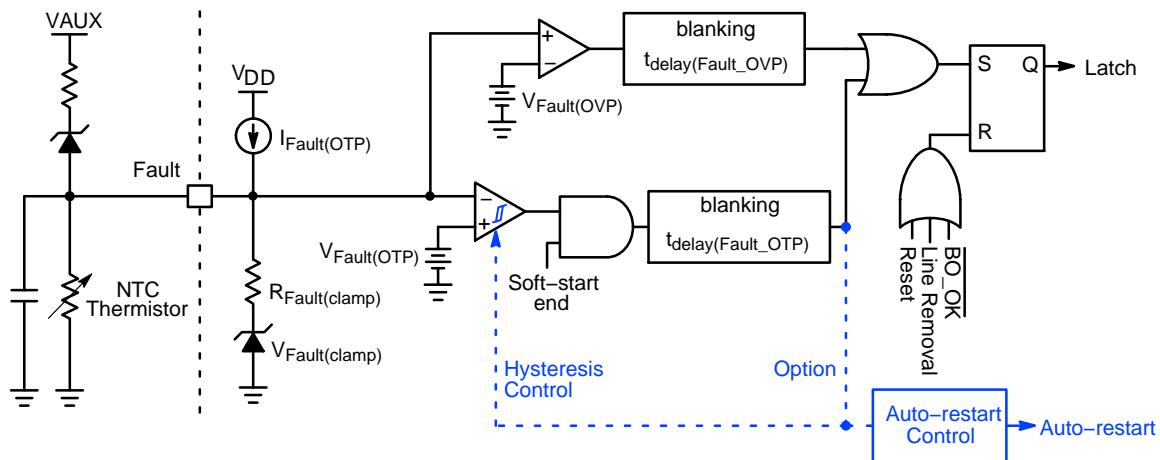 VAUX
VDD
IFault(OTP)
Fault
NTC
Thermistor
RFault(clamp)
VFault(clamp)
+
−
VFault(OVP)
blanking
tdelay(Fault_OVP)
−
+
VFault(OTP)
Soft−start
end
blanking
tdelay(Fault_OTP)
S
Q
R
Latch
Reset
Line Removal
BO_OK
Hysteresis
Control
Option
Auto−restart
Control
Auto−restart